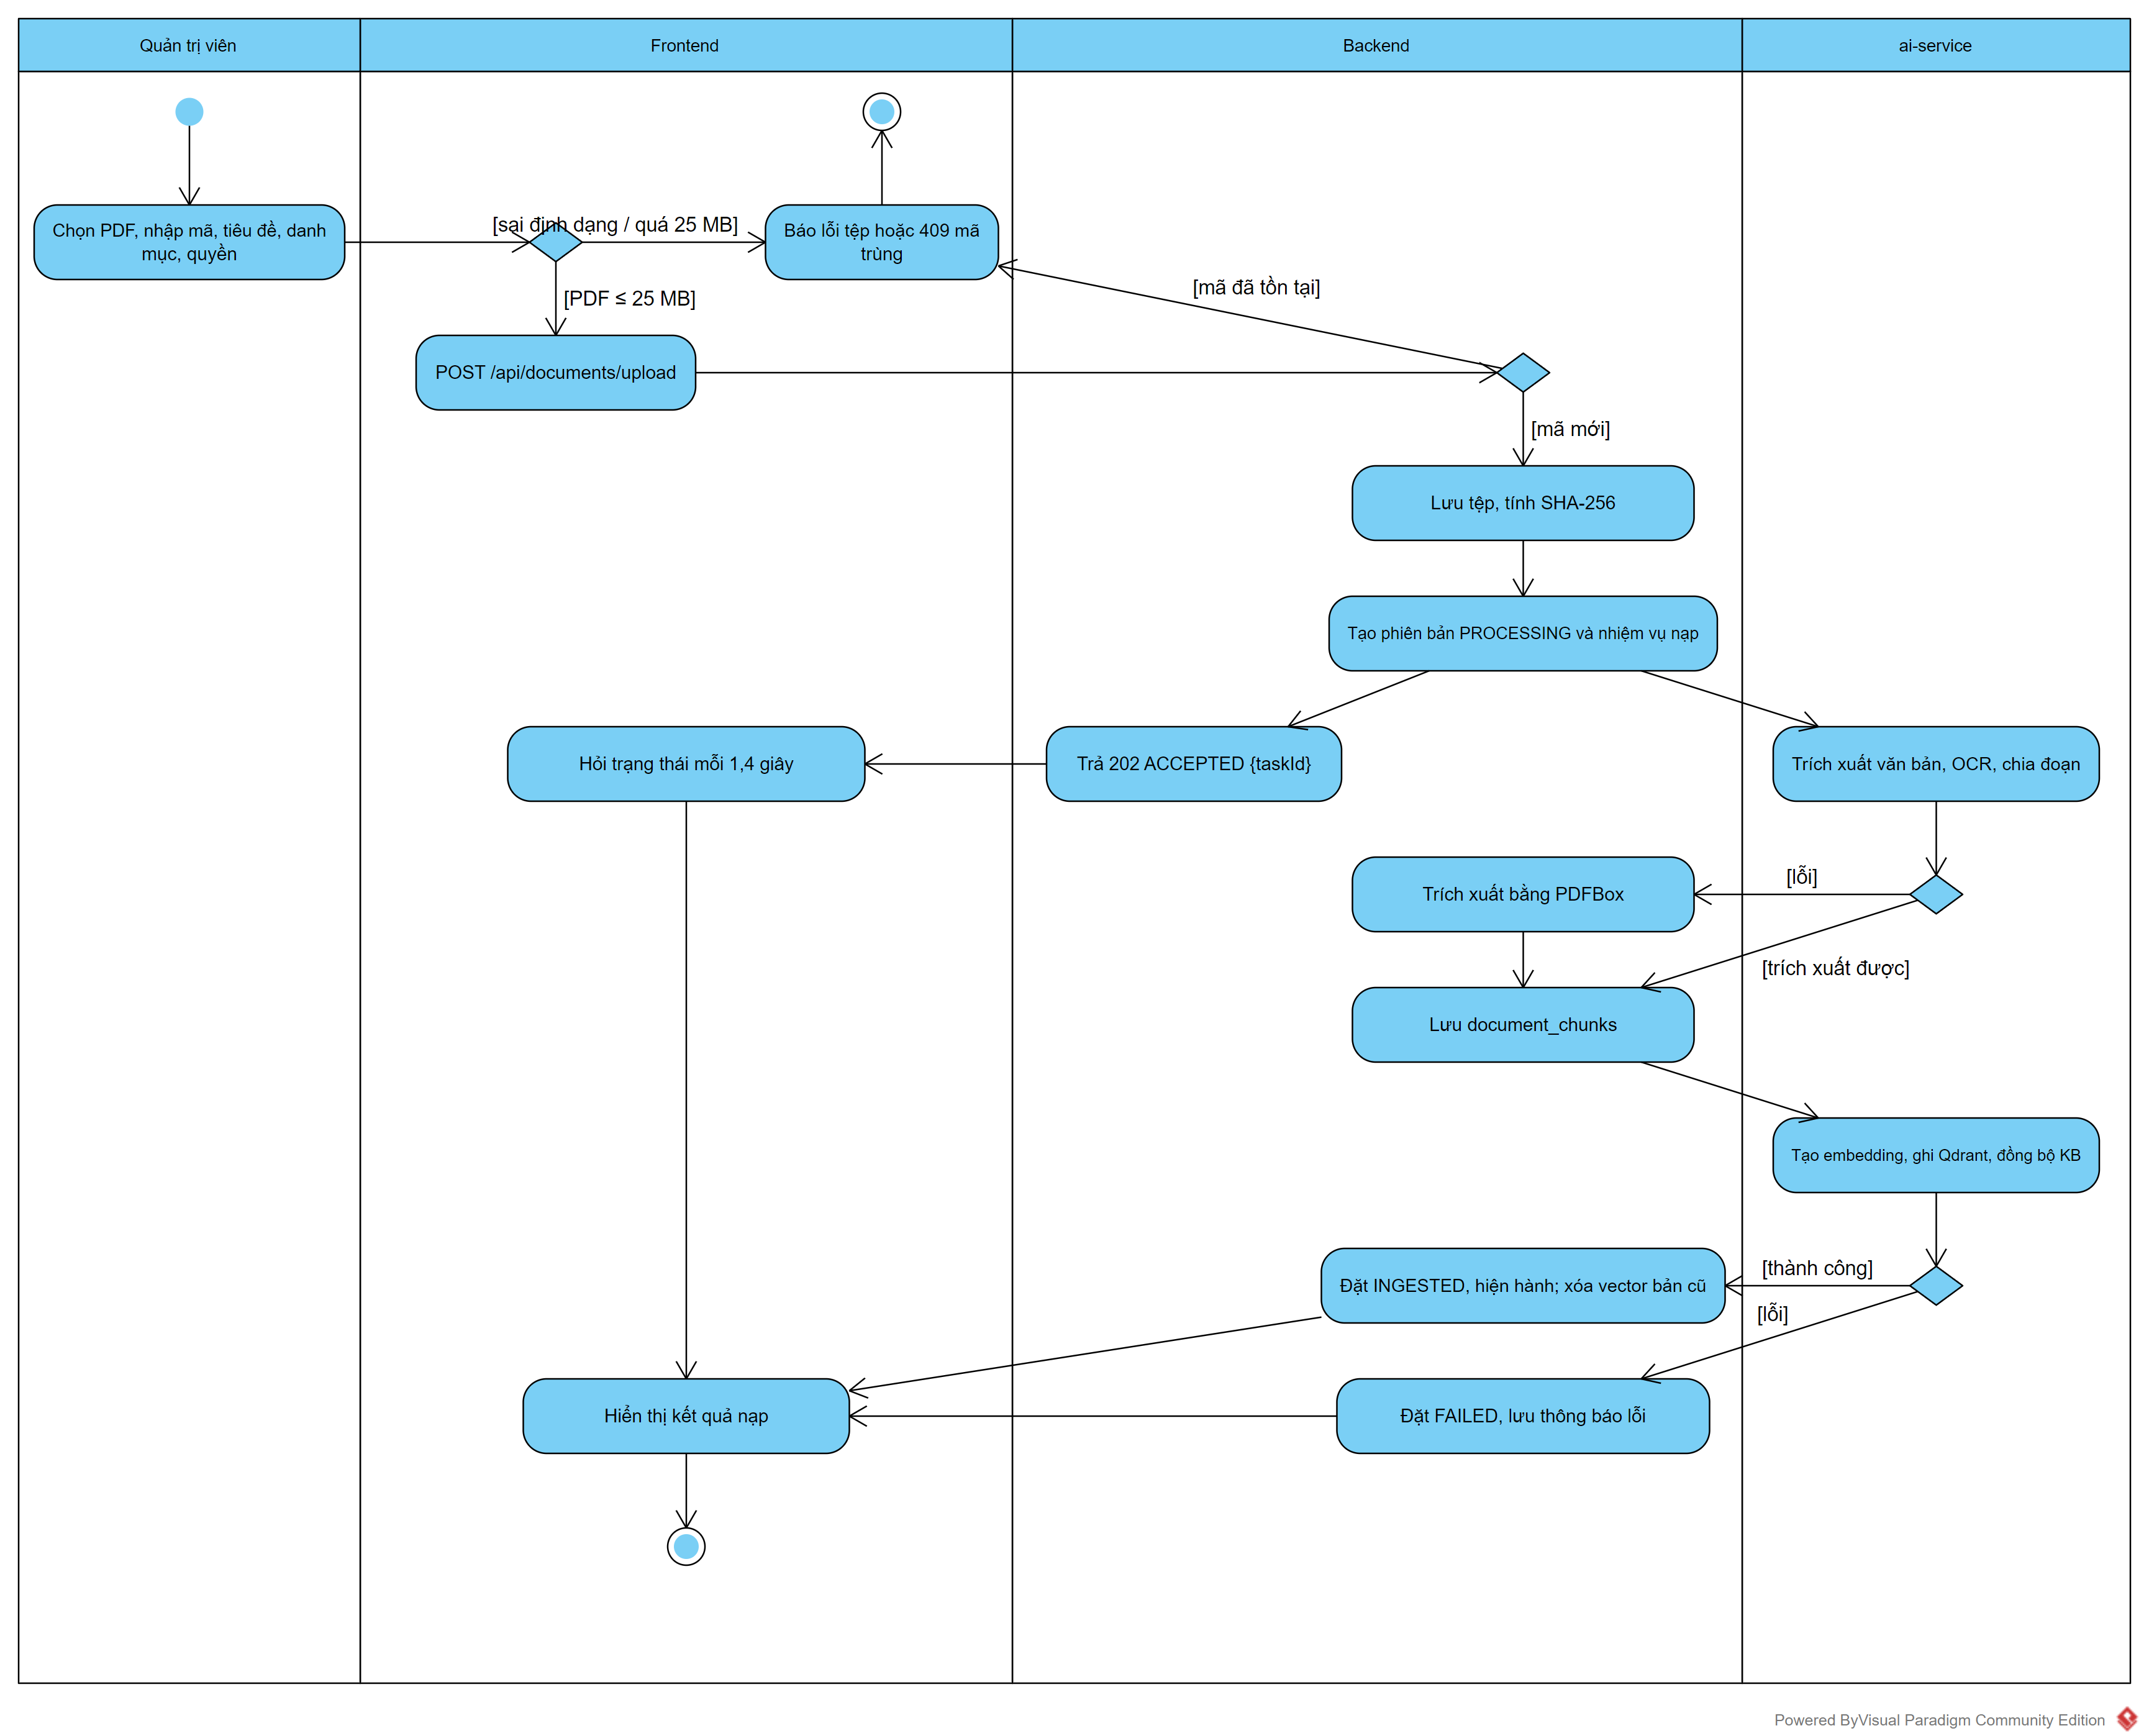 Quản trị viên
Frontend
Backend
ai-service
Chọn PDF, nhập mã, tiêu đề, danh
mục, quyền
[sai định dạng / quá 25 MB]
Báo lỗi tệp hoặc 409 mã
trùng
[PDF ≤ 25 MB]
[mã đã tồn tại]
POST /api/documents/upload
[mã mới]
Lưu tệp, tính SHA-256
Tạo phiên bản PROCESSING và nhiệm vụ nạp
Hỏi trạng thái mỗi 1,4 giây
Trả 202 ACCEPTED {taskId}
Trích xuất văn bản, OCR, chia đoạn
Trích xuất bằng PDFBox
[lỗi]
[trích xuất được]
Lưu document_chunks
Tạo embedding, ghi Qdrant, đồng bộ KB
[thành công]
Đặt INGESTED, hiện hành; xóa vector bản cũ
[lỗi]
Hiển thị kết quả nạp
Đặt FAILED, lưu thông báo lỗi
Powered ByVisual Paradigm Community Edition